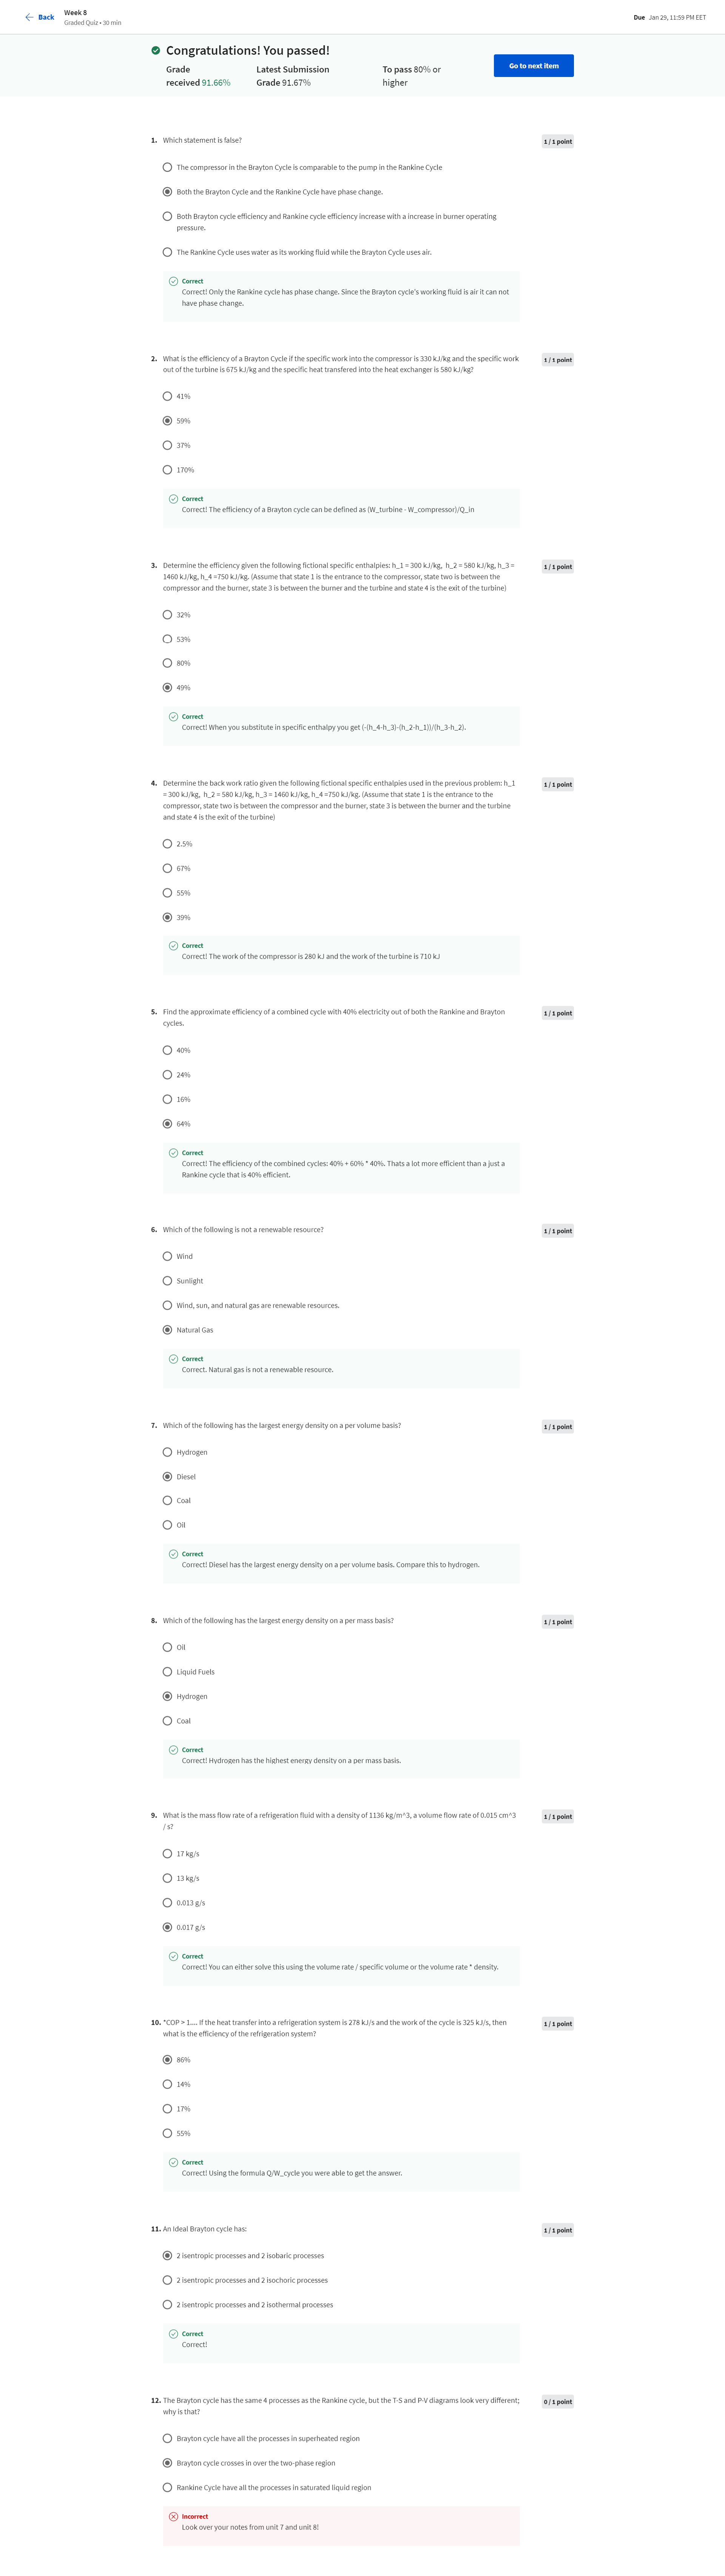 Back
Week 8
Graded Quiz • 30 min
Due Jan 29, 11:59 PM EET
Congratulations! You passed!
Grade
received 91.66%
Latest Submission
Grade 91.67%
To pass 80% or
higher
Go to next item
1. Which statement is false?
1 / 1 point
The compressor in the Brayton Cycle is comparable to the pump in the Rankine Cycle
Both the Brayton Cycle and the Rankine Cycle have phase change.
Both Brayton cycle efficiency and Rankine cycle efficiency increase with a increase in burner operating
pressure.
The Rankine Cycle uses water as its working fluid while the Brayton Cycle uses air.
Correct
Correct! Only the Rankine cycle has phase change. Since the Brayton cycle's working fluid is air it can not
have phase change.
2. What is the efficiency of a Brayton Cycle if the specific work into the compressor is 330 kJ/kg and the specific work
out of the turbine is 675 kJ/kg and the specific heat transfered into the heat exchanger is 580 kJ/kg?
1 / 1 point
41%
59%
37%
170%
Correct
Correct! The efficiency of a Brayton cycle can be defined as (W_turbine - W_compressor)/Q_in
3. Determine the efficiency given the following fictional specific enthalpies: h_1 = 300 kJ/kg, h_2 = 580 kJ/kg, h_3 =
1460 kJ/kg, h_4 =750 kJ/kg. (Assume that state 1 is the entrance to the compressor, state two is between the
compressor and the burner, state 3 is between the burner and the turbine and state 4 is the exit of the turbine)
1 / 1 point
32%
53%
80%
49%
Correct
Correct! When you substitute in specific enthalpy you get (-(h_4-h_3)-(h_2-h_1))/(h_3-h_2).
4. Determine the back work ratio given the following fictional specific enthalpies used in the previous problem: h_1
= 300 kJ/kg, h_2 = 580 kJ/kg, h_3 = 1460 kJ/kg, h_4 =750 kJ/kg. (Assume that state 1 is the entrance to the
compressor, state two is between the compressor and the burner, state 3 is between the burner and the turbine
and state 4 is the exit of the turbine)
1 / 1 point
2.5%
67%
55%
39%
Correct
Correct! The work of the compressor is 280 kJ and the work of the turbine is 710 kJ
5. Find the approximate efficiency of a combined cycle with 40% electricity out of both the Rankine and Brayton
cycles.
1 / 1 point
40%
24%
16%
64%
Correct
Correct! The efficiency of the combined cycles: 40% + 60% * 40%. Thats a lot more efficient than a just a
Rankine cycle that is 40% efficient.
6. Which of the following is not a renewable resource?
1 / 1 point
Wind
Sunlight
Wind, sun, and natural gas are renewable resources.
Natural Gas
Correct
Correct. Natural gas is not a renewable resource.
7. Which of the following has the largest energy density on a per volume basis?
1 / 1 point
Hydrogen
Diesel
Coal
Oil
Correct
Correct! Diesel has the largest energy density on a per volume basis. Compare this to hydrogen.
8. Which of the following has the largest energy density on a per mass basis?
1 / 1 point
Oil
Liquid Fuels
Hydrogen
Coal
Correct
Correct! Hydrogen has the highest energy density on a per mass basis.
9. What is the mass flow rate of a refrigeration fluid with a density of 1136 kg/m^3, a volume flow rate of 0.015 cm^3
/ s?
1 / 1 point
17 kg/s
13 kg/s
0.013 g/s
0.017 g/s
Correct
Correct! You can either solve this using the volume rate / specific volume or the volume rate * density.
10. *COP > 1.... If the heat transfer into a refrigeration system is 278 kJ/s and the work of the cycle is 325 kJ/s, then
what is the efficiency of the refrigeration system?
1 / 1 point
86%
14%
17%
55%
Correct
Correct! Using the formula Q/W_cycle you were able to get the answer.
11. An Ideal Brayton cycle has:
1 / 1 point
2 isentropic processes and 2 isobaric processes
2 isentropic processes and 2 isochoric processes
2 isentropic processes and 2 isothermal processes
Correct
Correct!
12. The Brayton cycle has the same 4 processes as the Rankine cycle, but the T-S and P-V diagrams look very different;
why is that?
0 / 1 point
Brayton cycle have all the processes in superheated region
Brayton cycle crosses in over the two-phase region
Rankine Cycle have all the processes in saturated liquid region
Incorrect
Look over your notes from unit 7 and unit 8!